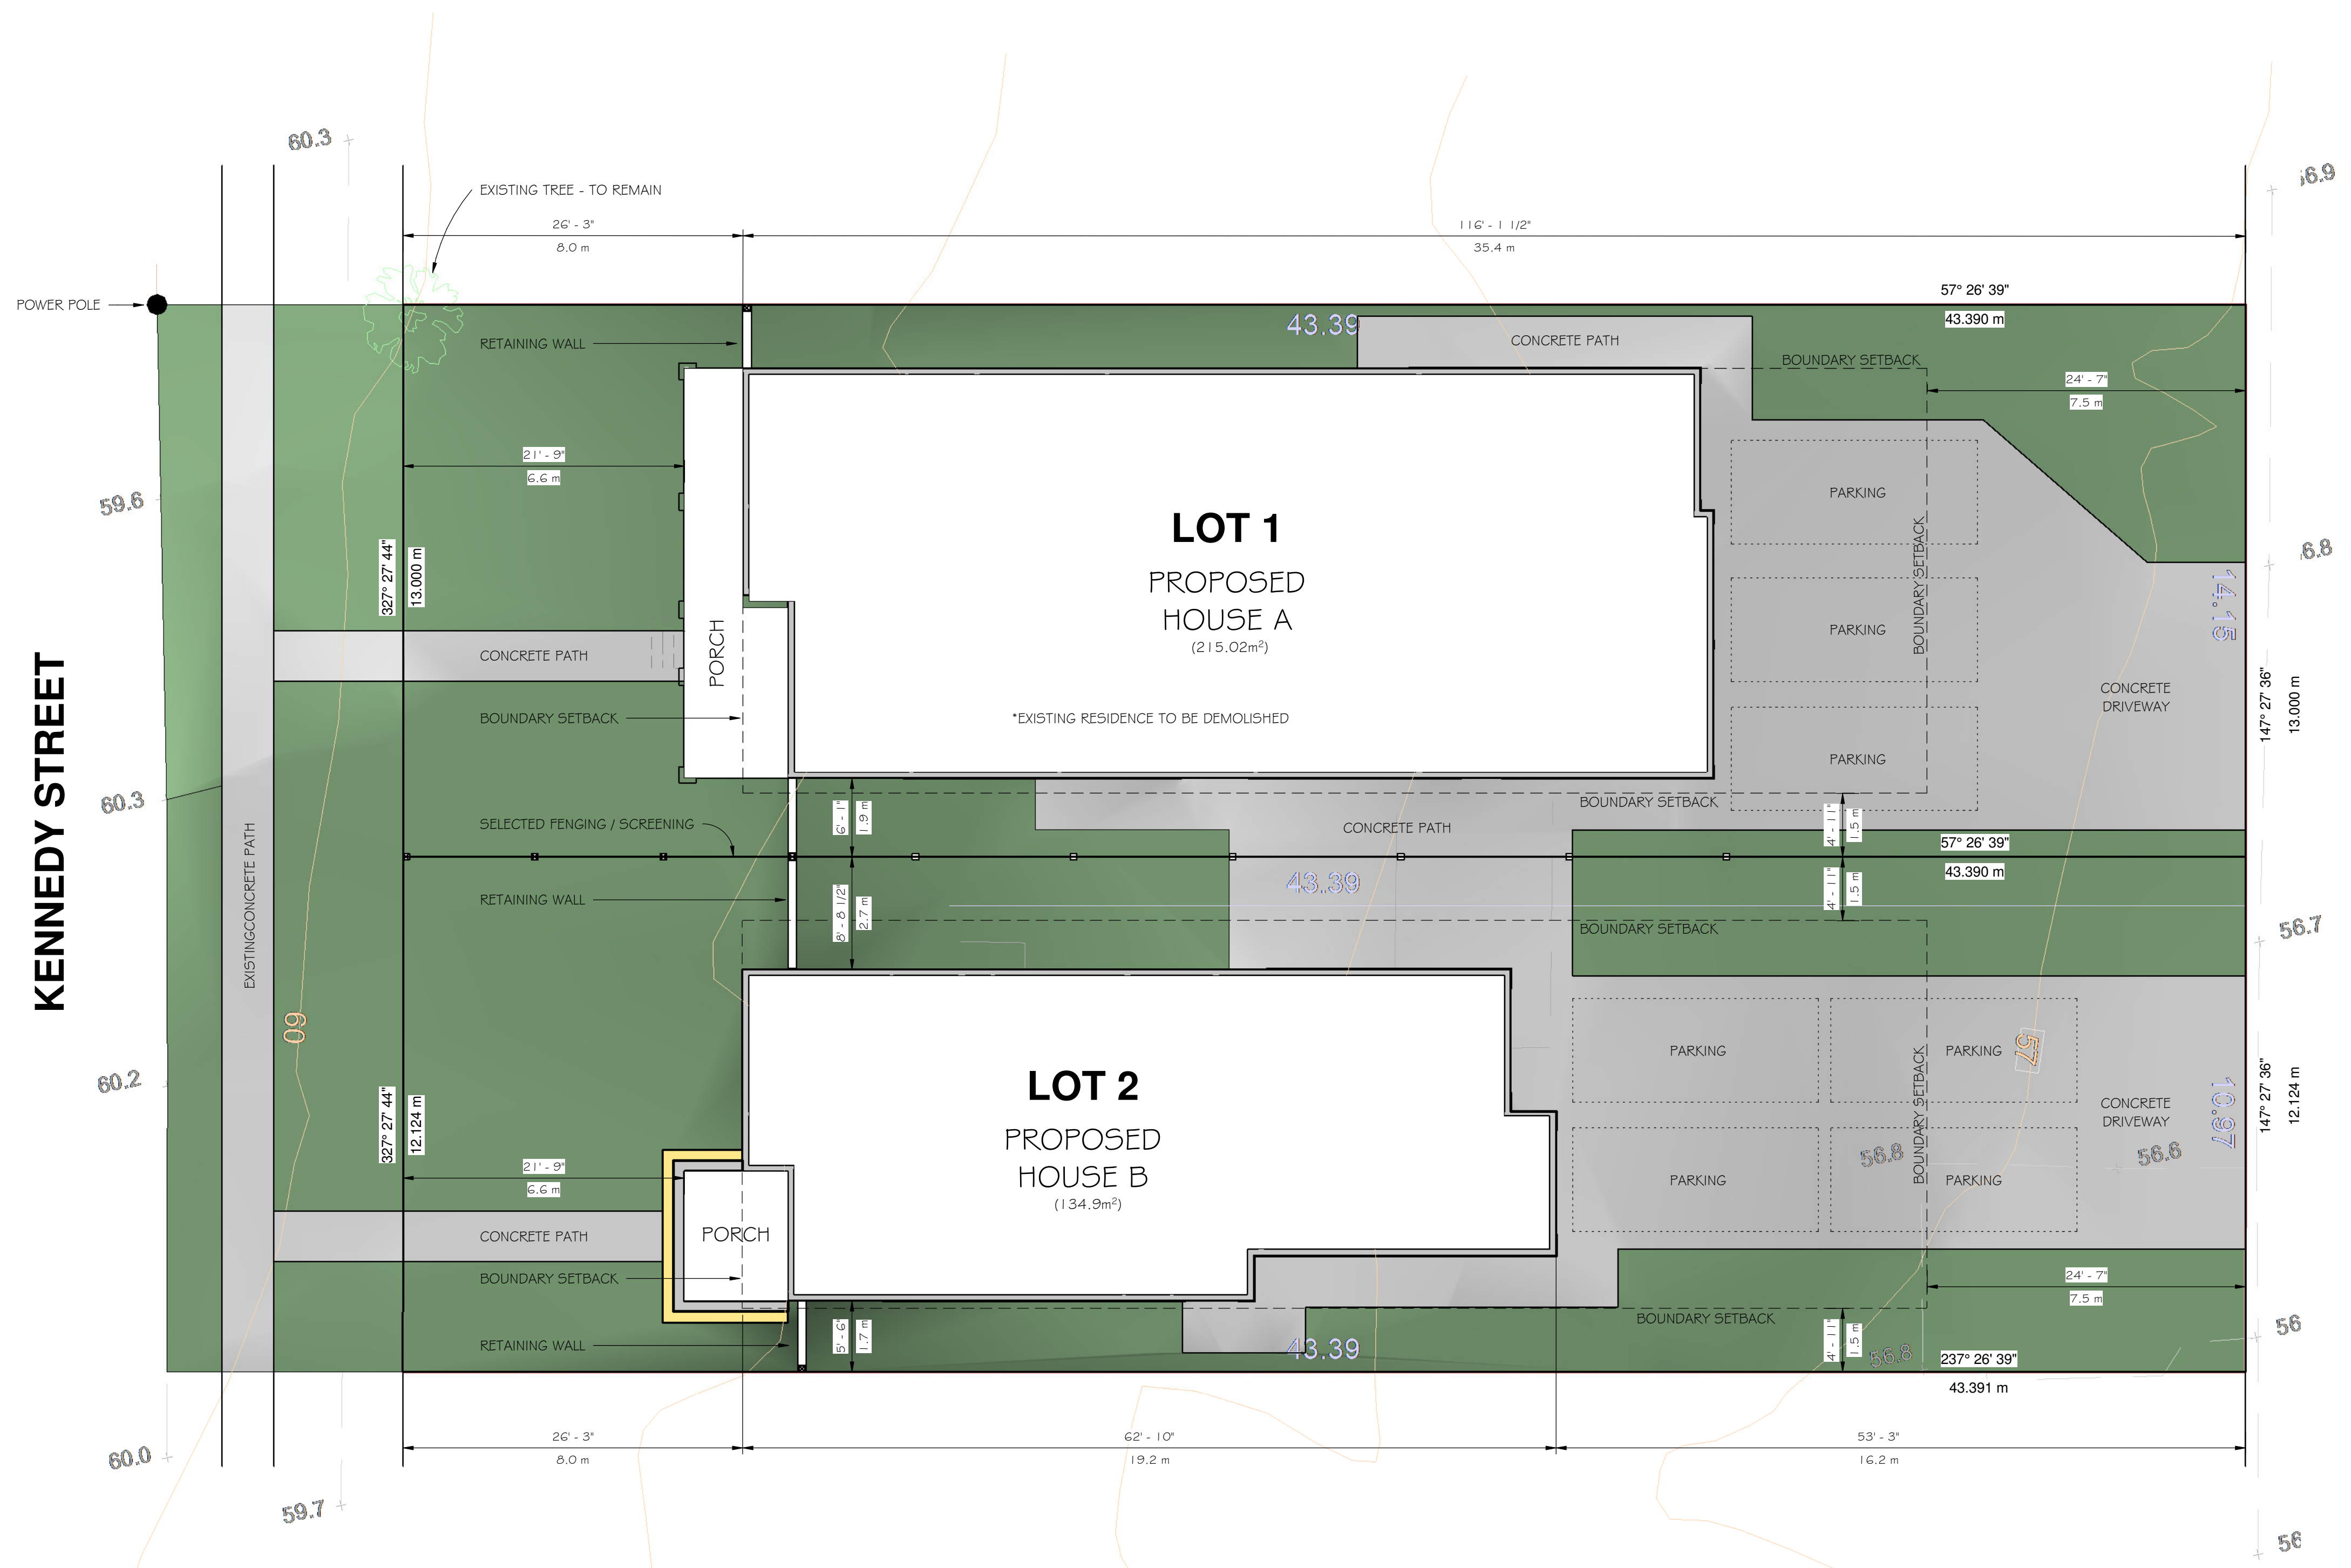 60.3
56.9
EXISTING TREE - TO REMAIN
26' - 3"
8.0 m
116' - 1 1/2"
35.4 m
POWER POLE
57° 26' 39"
43.390 m
43.39
RETAINING WALL
CONCRETE PATH
BOUNDARY SETBACK
24' - 7"
7.5 m
21' - 9"
6.6 m
59.6
PARKING
LOT 1
PROPOSED
HOUSE A
(215.02m²)
327° 27' 44"
13.000 m
BOUNDARY SETBACK
6.8
14.15
PARKING
CONCRETE PATH
PORCH
CONCRETE
DRIVEWAY
147° 27' 36"
13.000 m
BOUNDARY SETBACK
*EXISTING RESIDENCE TO BE DEMOLISHED
PARKING
KENNEDY STREET
60.3
SELECTED FENGING / SCREENING
6' - 1"
1.9 m
CONCRETE PATH
BOUNDARY SETBACK
4' - 11"
1.5 m
57° 26' 39"
43.390 m
EXISTINGCONCRETE PATH
RETAINING WALL
8' - 8 1/2"
2.7 m
43.39
4' - 11"
1.5 m
BOUNDARY SETBACK
56.7
60
60.2
LOT 2
PROPOSED
HOUSE B
(134.9m²)
PARKING
PARKING
57
327° 27' 44"
12.124 m
BOUNDARY SETBACK
CONCRETE
DRIVEWAY
10.97
147° 27' 36"
12.124 m
21' - 9"
6.6 m
PARKING
56.8
PARKING
56.6
CONCRETE PATH
PORCH
BOUNDARY SETBACK
24' - 7"
7.5 m
RETAINING WALL
5' - 6"
1.7 m
43.39
BOUNDARY SETBACK
4' - 11"
1.5 m
56.8
237° 26' 39"
43.391 m
56
60.0
26' - 3"
8.0 m
62' - 10"
19.2 m
53' - 3"
16.2 m
59.7
56